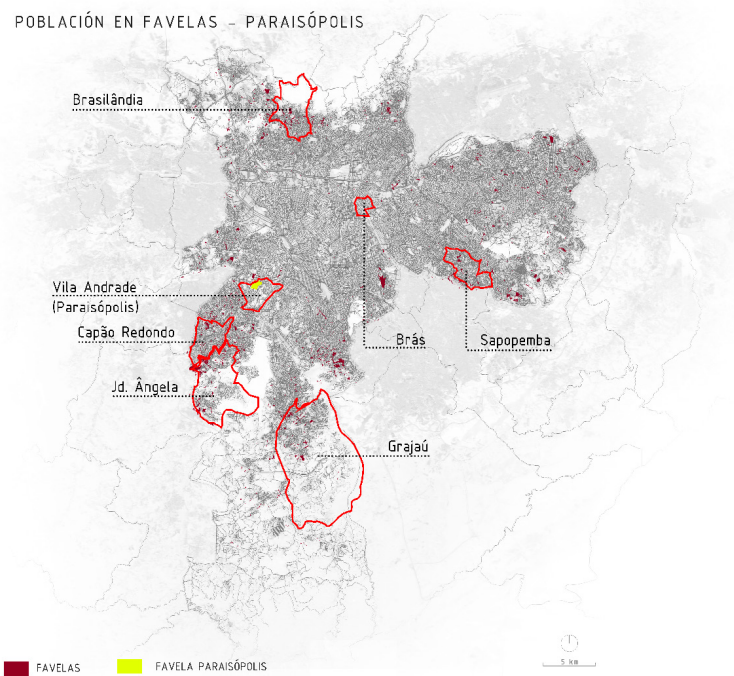 POBLACIÓN EN FAVELAS - PARAISÓPOLIS
Brasilândia
Vila Andrade
(Paraisópolis)
Capão Redondo
Brás
Sapopemba
Jd. Ângela
Grajaú
5 km
FAVELAS
FAVELA PARAISÓPOLIS